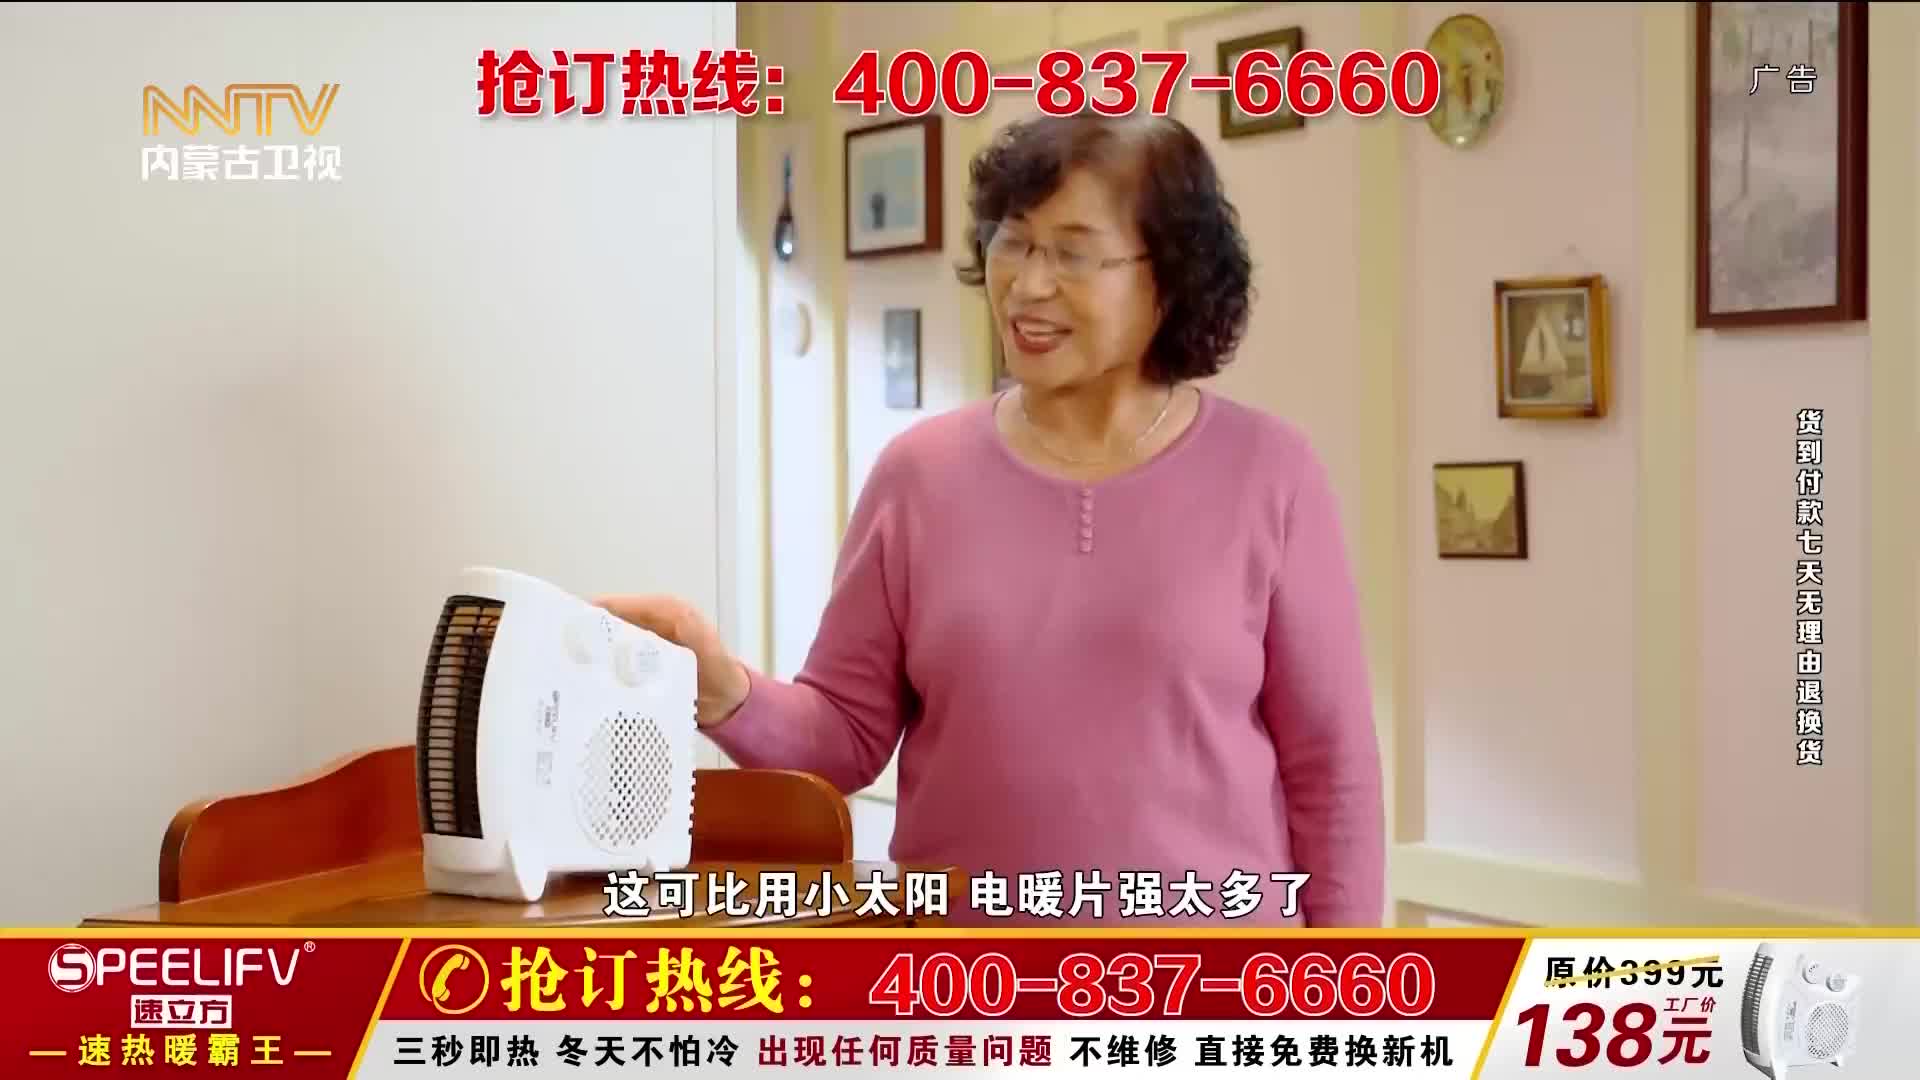 抢订热线：400-837-6660
广告
NMTV
内蒙古卫视
货到付款七天无理由退换货
这可比用小太阳 电暖片强太多了
SPEELIFV®
速立方
—速热暖霸王—
抢订热线：400-837-6660
三秒即热 冬天不怕冷 出现任何质量问题 不维修 直接免费换新机
原价399元
工厂价
138元